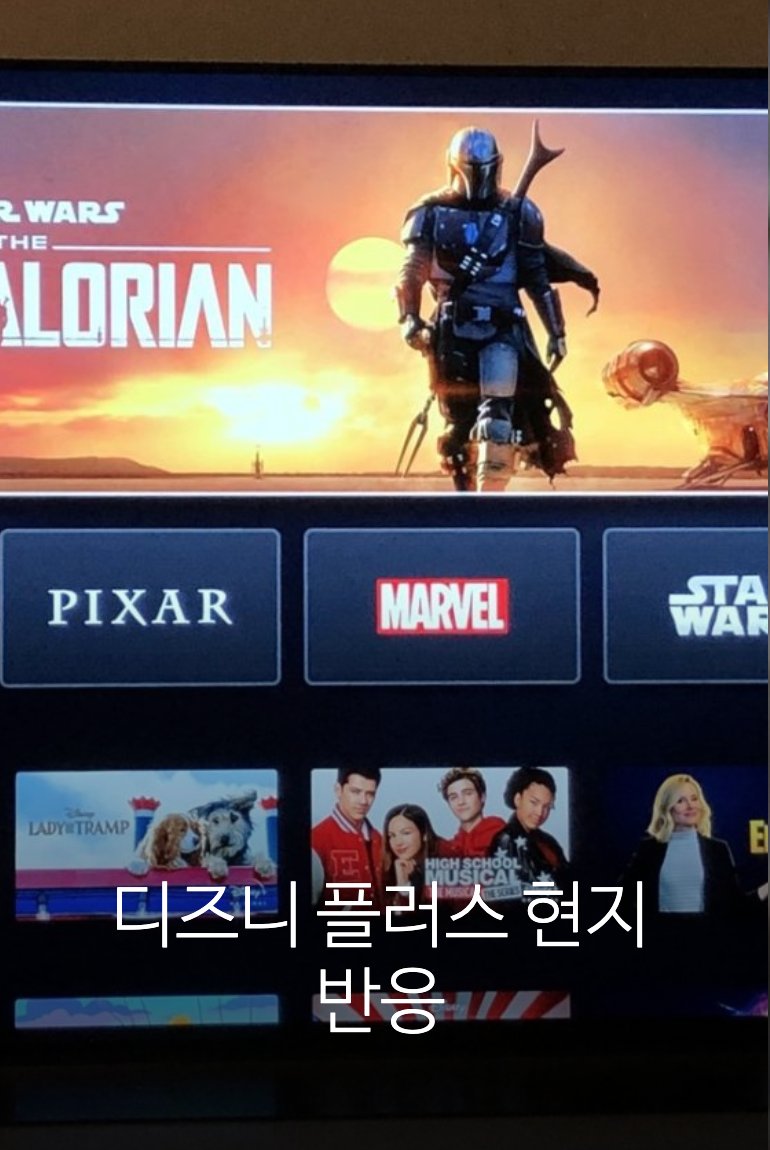 R WARS
THE
ALORIAN
PIXAR
MARVEL
STA
WAR
Disney
LADY AND THE TRAMP
HIGH SCHOOL
MUSICAL
THE MUSICAL THE SERIES
E
디즈니 플러스 현지
반응